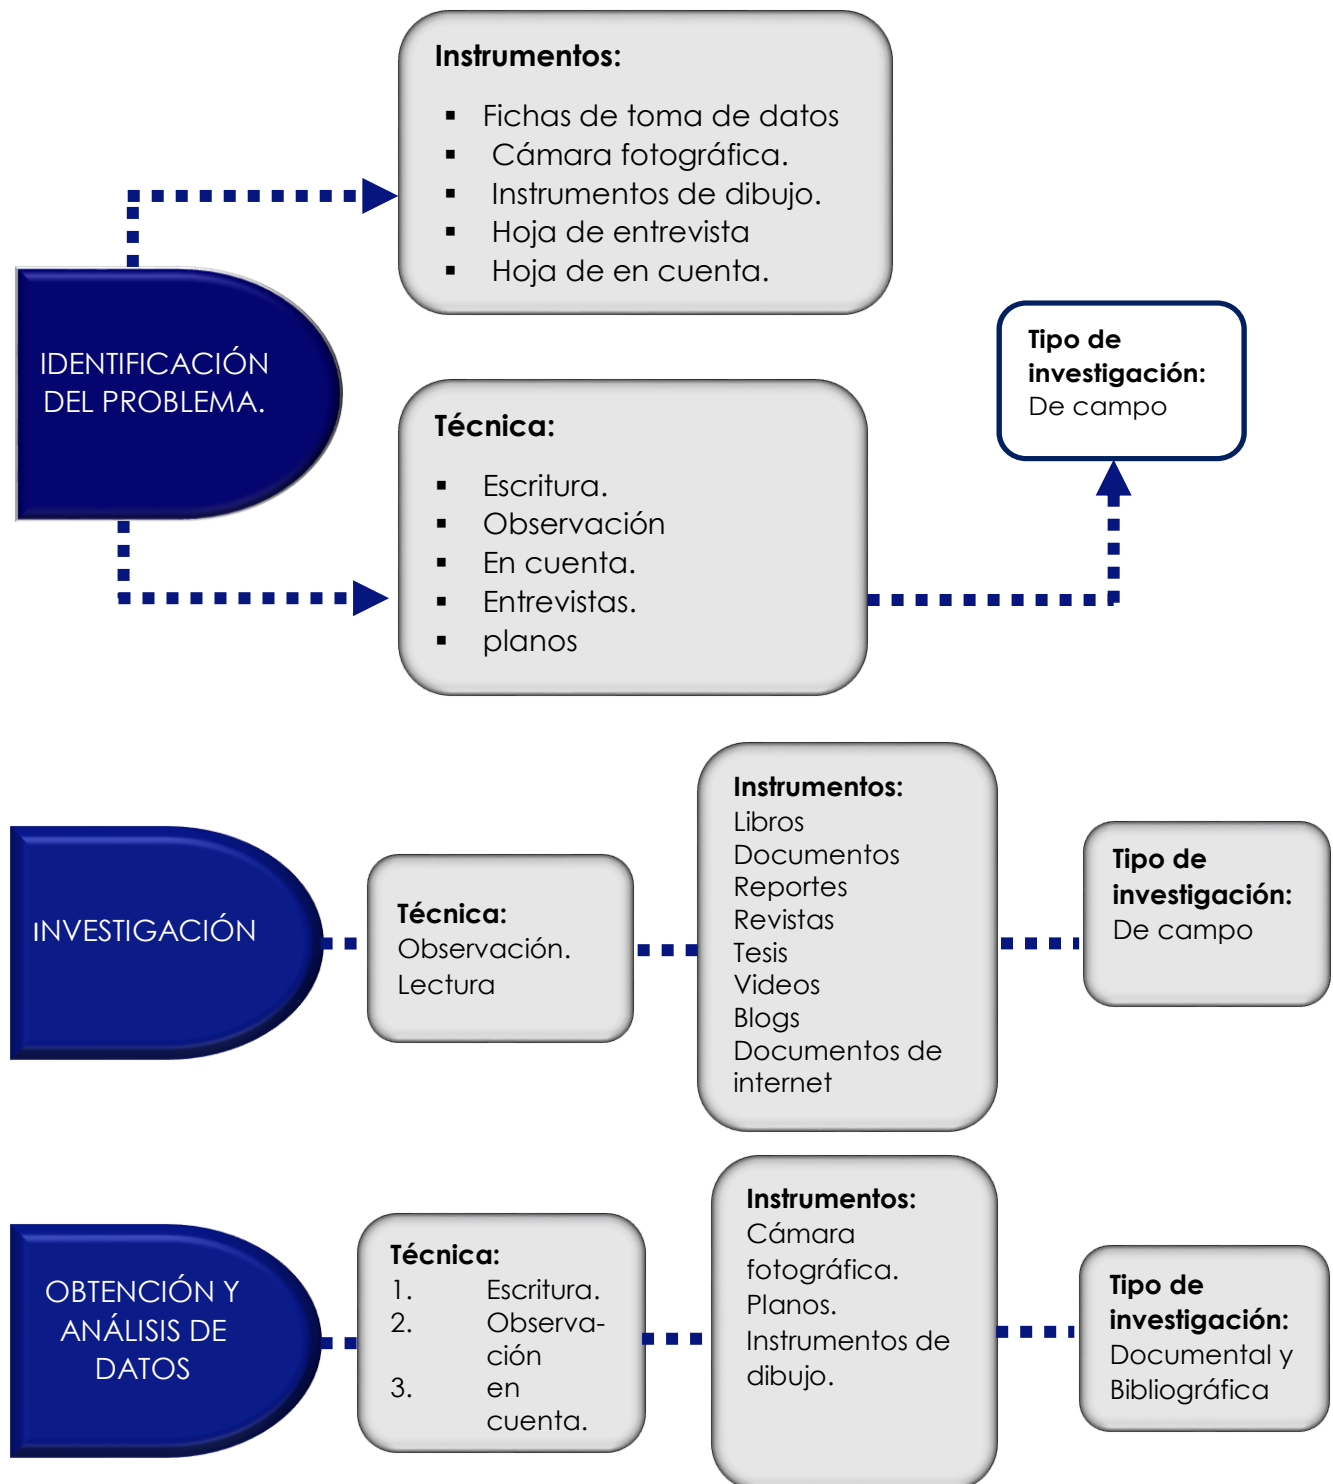 Instrumentos:
▪ Fichas de toma de datos
▪ Cámara fotográfica.
▪ Instrumentos de dibujo.
▪ Hoja de entrevista
▪ Hoja de en cuenta.
IDENTIFICACIÓN
DEL PROBLEMA.
Técnica:
▪ Escritura.
▪ Observación
▪ En cuenta.
▪ Entrevistas.
▪ planos
Tipo de
investigación:
De campo
INVESTIGACIÓN
Técnica:
Observación.
Lectura
Instrumentos:
Libros
Documentos
Reportes
Revistas
Tesis
Videos
Blogs
Documentos de
internet
Tipo de
investigación:
De campo
OBTENCIÓN Y
ANÁLISIS DE
DATOS
Técnica:
1. Escritura.
2. Observa-
ción
3. en
cuenta.
Instrumentos:
Cámara
fotográfica.
Planos.
Instrumentos de
dibujo.
Tipo de
investigación:
Documental y
Bibliográfica